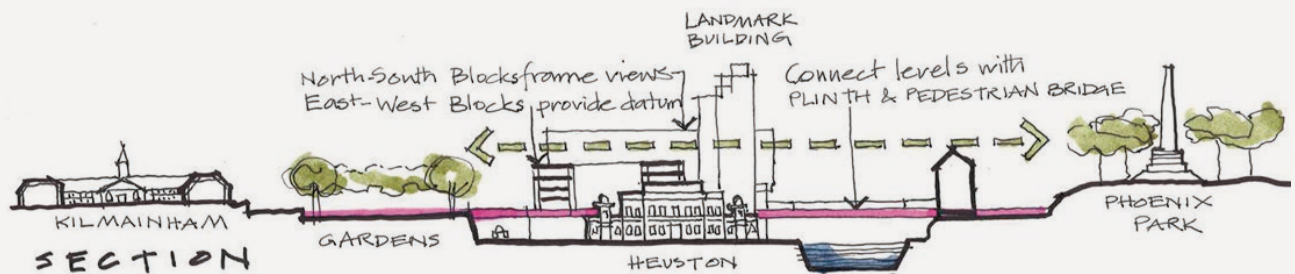 LANDMARK
BUILDING
North-South Blocks frame views
East-West Blocks provide datum
Connect levels with
PLINTH & PEDESTRIAN BRIDGE
KILMAINHAM
GARDENS
HEUSTON
PHOENIX
PARK
SECTION